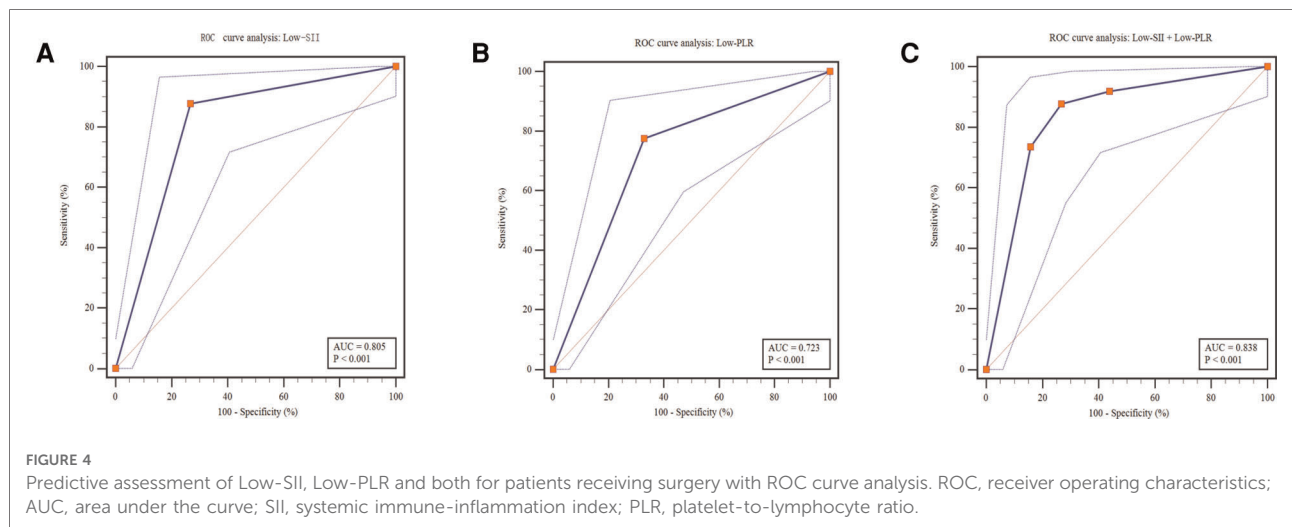 A
ROC curve analysis: Low-SII
100
80
60
40
20
0
Sensitivity (%)
0 20 40 60 80 100
100 - Specificity (%)
AUC = 0.805
P < 0.001
B
ROC curve analysis: Low-PLR
100
80
60
40
20
0
Sensitivity (%)
0 20 40 60 80 100
100 - Specificity (%)
AUC = 0.723
P < 0.001
C
ROC curve analysis: Low-SII + Low-PLR
100
80
60
40
20
0
Sensitivity (%)
0 20 40 60 80 100
100 - Specificity (%)
AUC = 0.838
P < 0.001
FIGURE 4
Predictive assessment of Low-SII, Low-PLR and both for patients receiving surgery with ROC curve analysis. ROC, receiver operating characteristics;
AUC, area under the curve; SII, systemic immune-inflammation index; PLR, platelet-to-lymphocyte ratio.